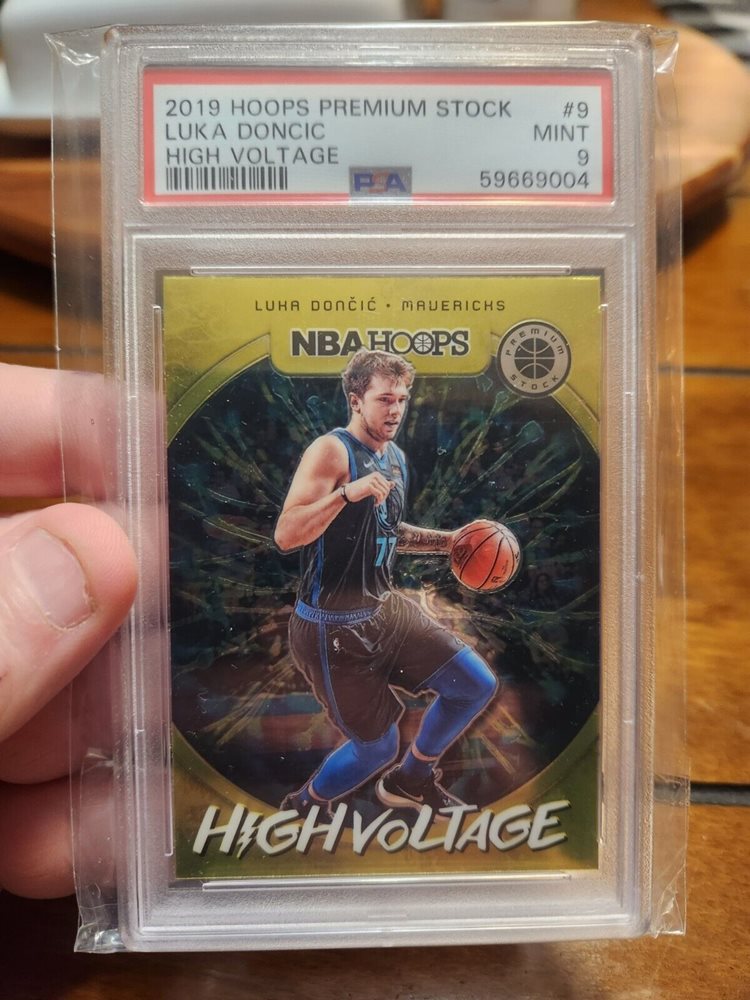 2019 HOOPS PREMIUM STOCK #9
LUKA DONCIC MINT
HIGH VOLTAGE 9
PSA 59669004
LUKA DONČIĆ • MAVERICKS
NBA HOOPS
PREMIUM
STOCK
77
HIGH VOLTAGE